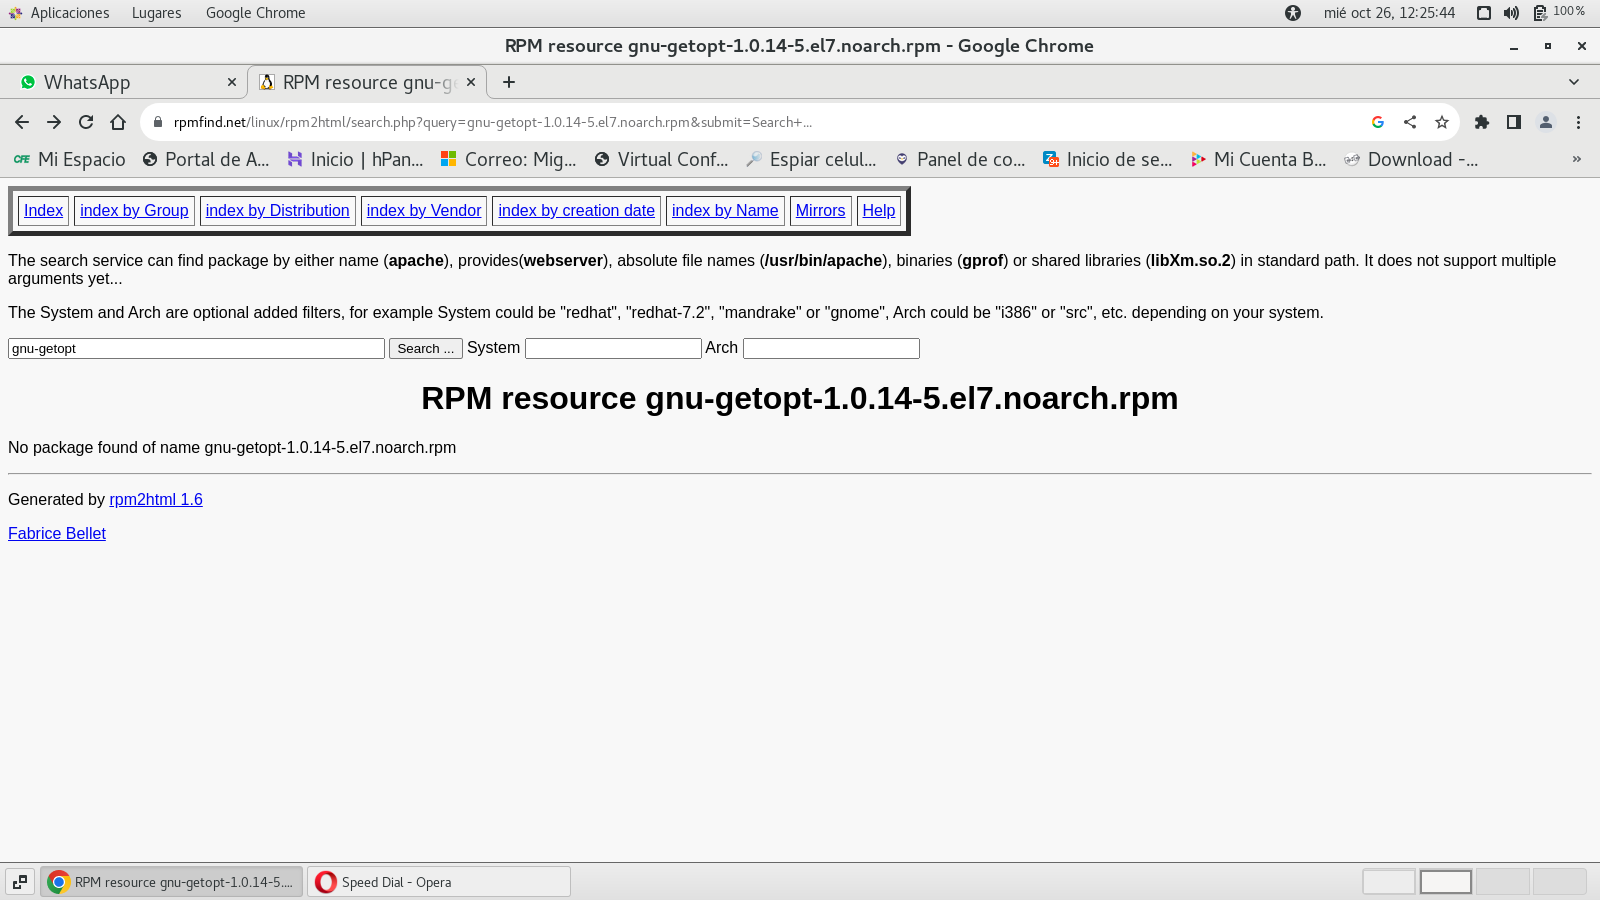 Aplicaciones Lugares Google Chrome mié oct 26, 12:25:44 100%
RPM resource gnu-getopt-1.0.14-5.el7.noarch.rpm - Google Chrome
WhatsApp RPM resource gnu-ge
rpmfind.net/linux/rpm2html/search.php?query=gnu-getopt-1.0.14-5.el7.noarch.rpm&submit=Search+...
CFE Mi Espacio Portal de A... Inicio | hPan... Correo: Mig... Virtual Conf... Espiar celul... Panel de co... Z 9+ Inicio de se... Mi Cuenta B... Download -... »
Index index by Group index by Distribution index by Vendor index by creation date index by Name Mirrors Help
The search service can find package by either name (apache), provides(webserver), absolute file names (/usr/bin/apache), binaries (gprof) or shared libraries (libXm.so.2) in standard path. It does not support multiple
arguments yet...
The System and Arch are optional added filters, for example System could be "redhat", "redhat-7.2", "mandrake" or "gnome", Arch could be "i386" or "src", etc. depending on your system.
gnu-getopt Search ... System Arch
RPM resource gnu-getopt-1.0.14-5.el7.noarch.rpm
No package found of name gnu-getopt-1.0.14-5.el7.noarch.rpm
Generated by rpm2html 1.6
Fabrice Bellet
RPM resource gnu-getopt-1.0.14-5.... Speed Dial - Opera